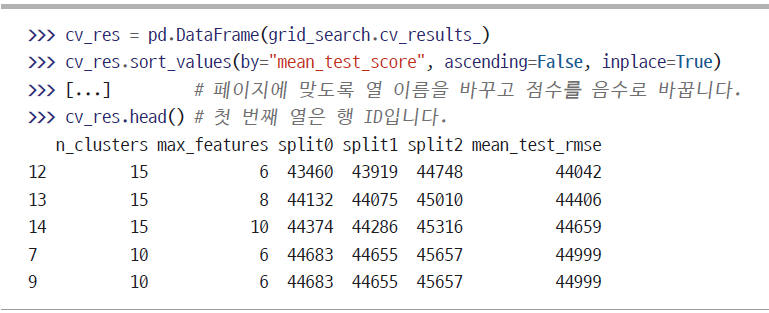 >>> cv_res = pd.DataFrame(grid_search.cv_results_)
>>> cv_res.sort_values(by="mean_test_score", ascending=False, inplace=True)
>>> [...] # 페이지에 맞도록 열 이름을 바꾸고 점수를 음수로 바꿉니다.
>>> cv_res.head() # 첫 번째 열은 행 ID입니다.
n_clusters max_features split0 split1 split2 mean_test_rmse
12 15 6 43460 43919 44748 44042
13 15 8 44132 44075 45010 44406
14 15 10 44374 44286 45316 44659
7 10 6 44683 44655 45657 44999
9 10 6 44683 44655 45657 44999